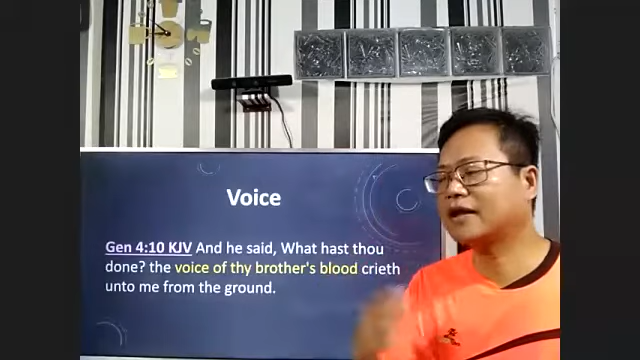 Voice
Gen 4:10 KJV And he said, What hast thou
done? the voice of thy brother's blood crieth
unto me from the ground.